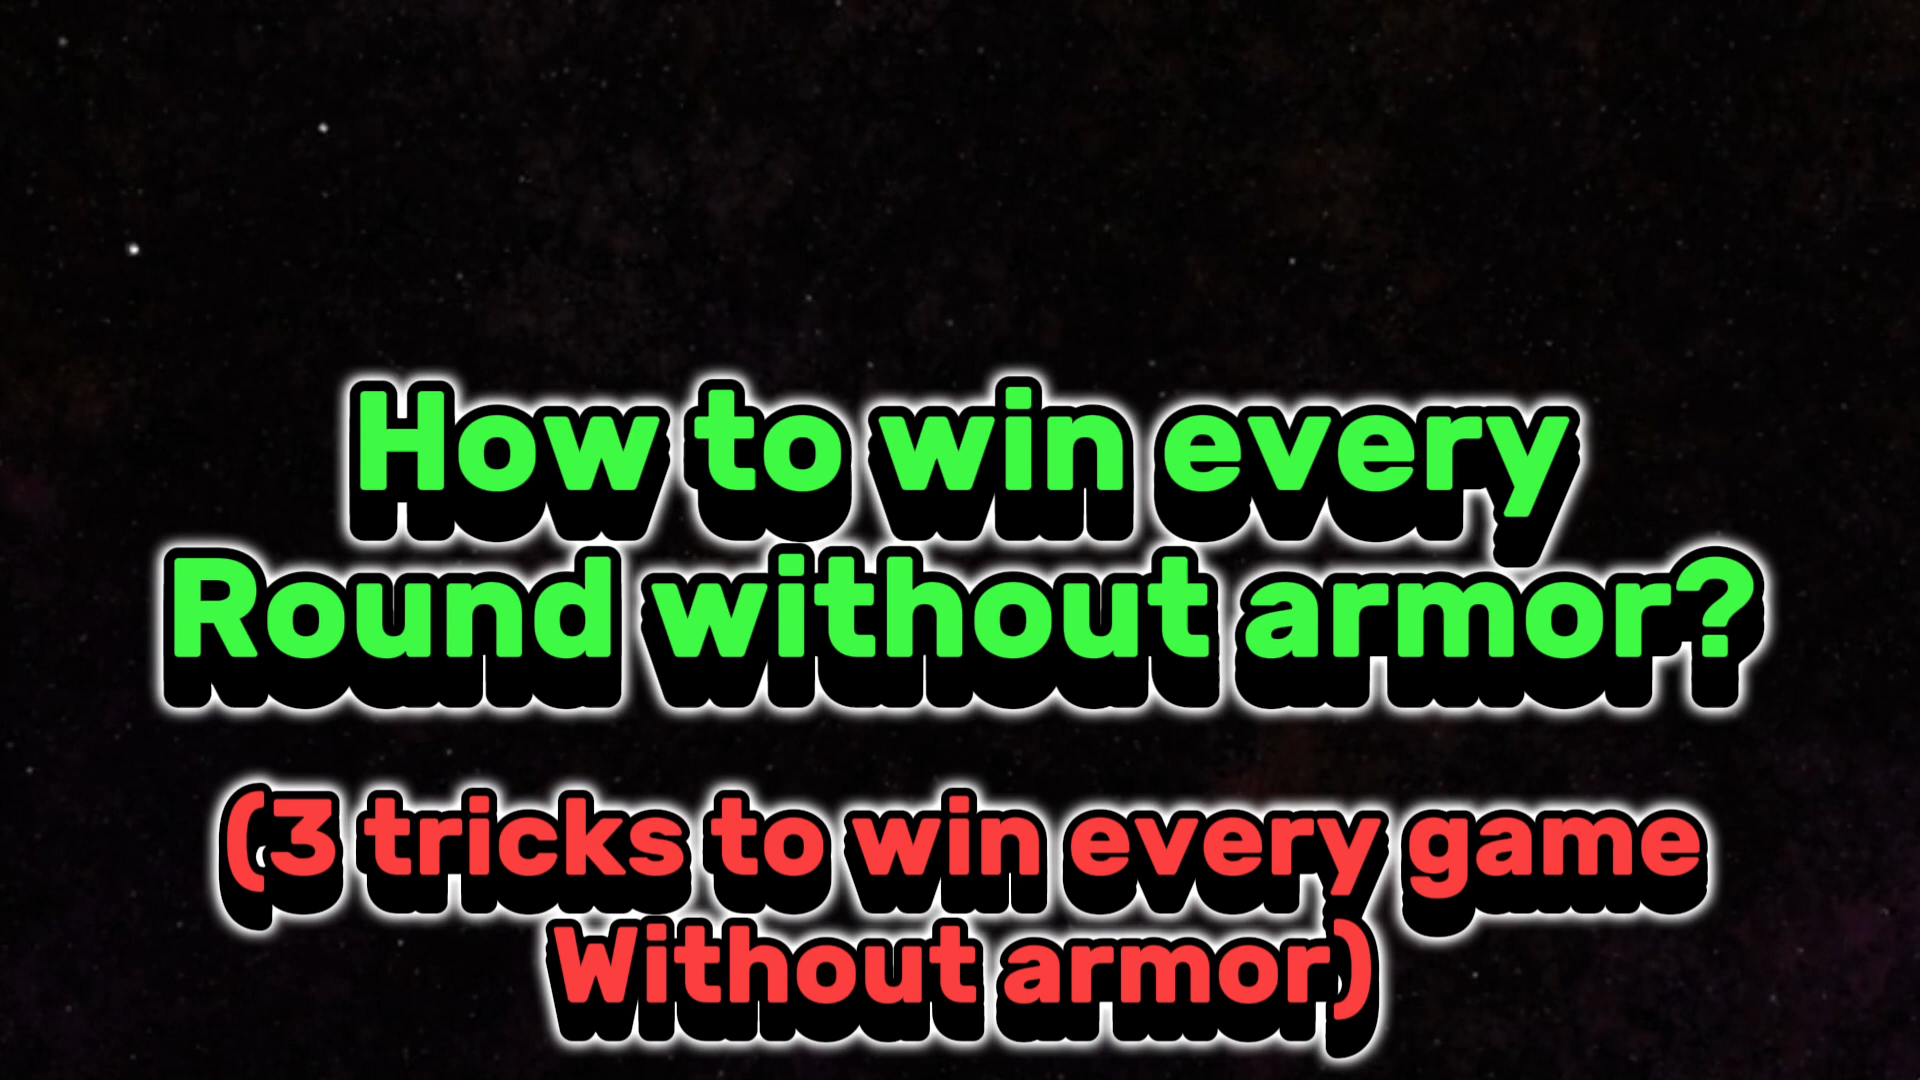 How to win every
Round without armor?
(3 tricks to win every game
Without armor)